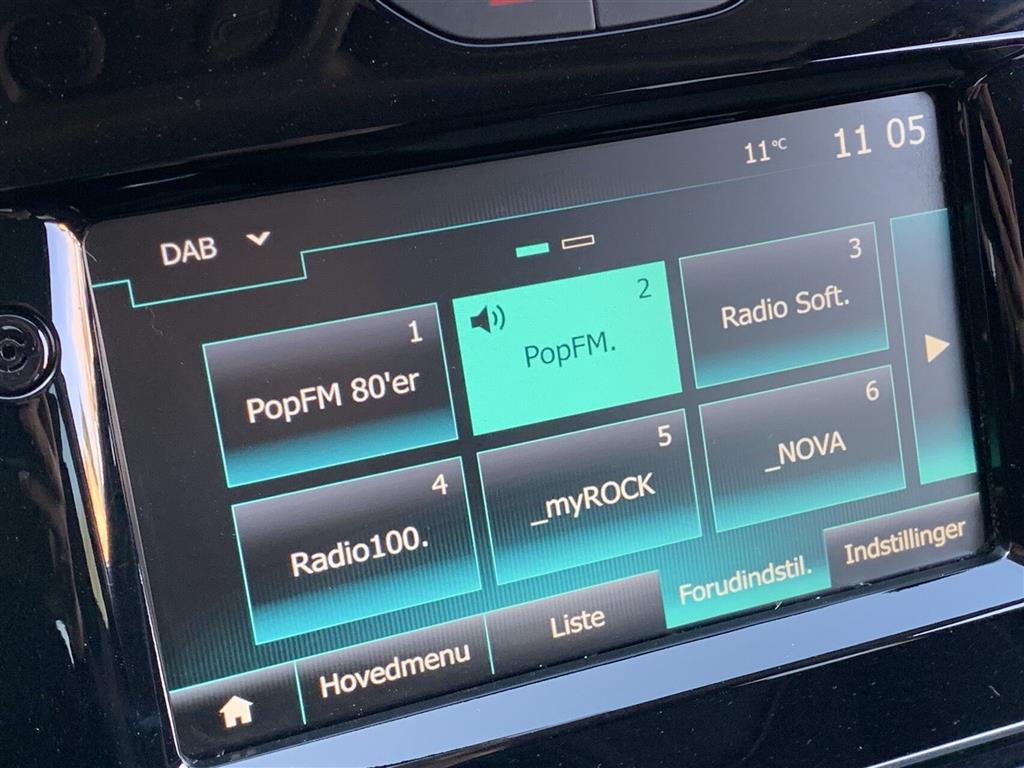 11°C
11 05
DAB
1
PopFM 80'er
2
PopFM.
3
Radio Soft.
4
Radio100.
5
_myROCK
6
_NOVA
Hovedmenu
Liste
Forudindstil.
Indstillinger